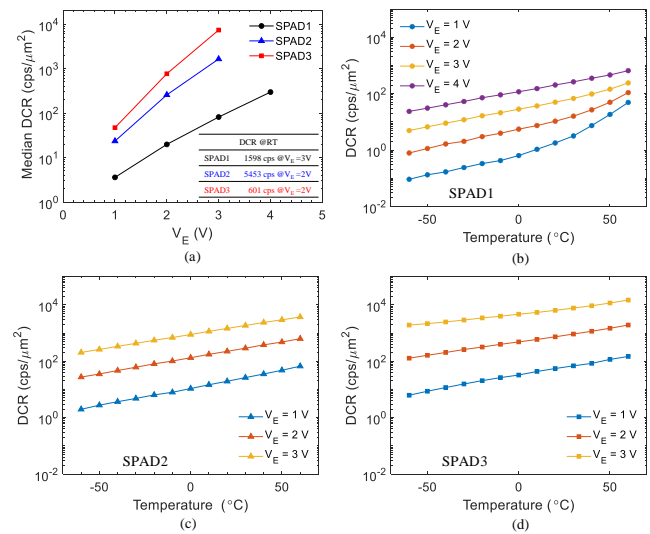 (a)
Median DCR (cps/μm²)
10⁴
10³
10²
10¹
10⁰
0 1 2 3 4 5
V_E (V)
SPAD1
SPAD2
SPAD3
DCR @RT
SPAD1 1598 cps @V_E =3V
SPAD2 5453 cps @V_E =2V
SPAD3 601 cps @V_E =2V
(b)
DCR (cps/μm²)
10⁴
10²
10⁰
10⁻²
-50 0 50
Temperature (°C)
V_E = 1 V
V_E = 2 V
V_E = 3 V
V_E = 4 V
SPAD1
DCR (cps/μm²)
10⁴
10²
10⁰
10⁻²
-50 0 50
Temperature (°C)
V_E = 1 V
V_E = 2 V
V_E = 3 V
SPAD2
(c)
DCR (cps/μm²)
10⁴
10²
10⁰
10⁻²
-50 0 50
Temperature (°C)
V_E = 1 V
V_E = 2 V
V_E = 3 V
SPAD3
(d)